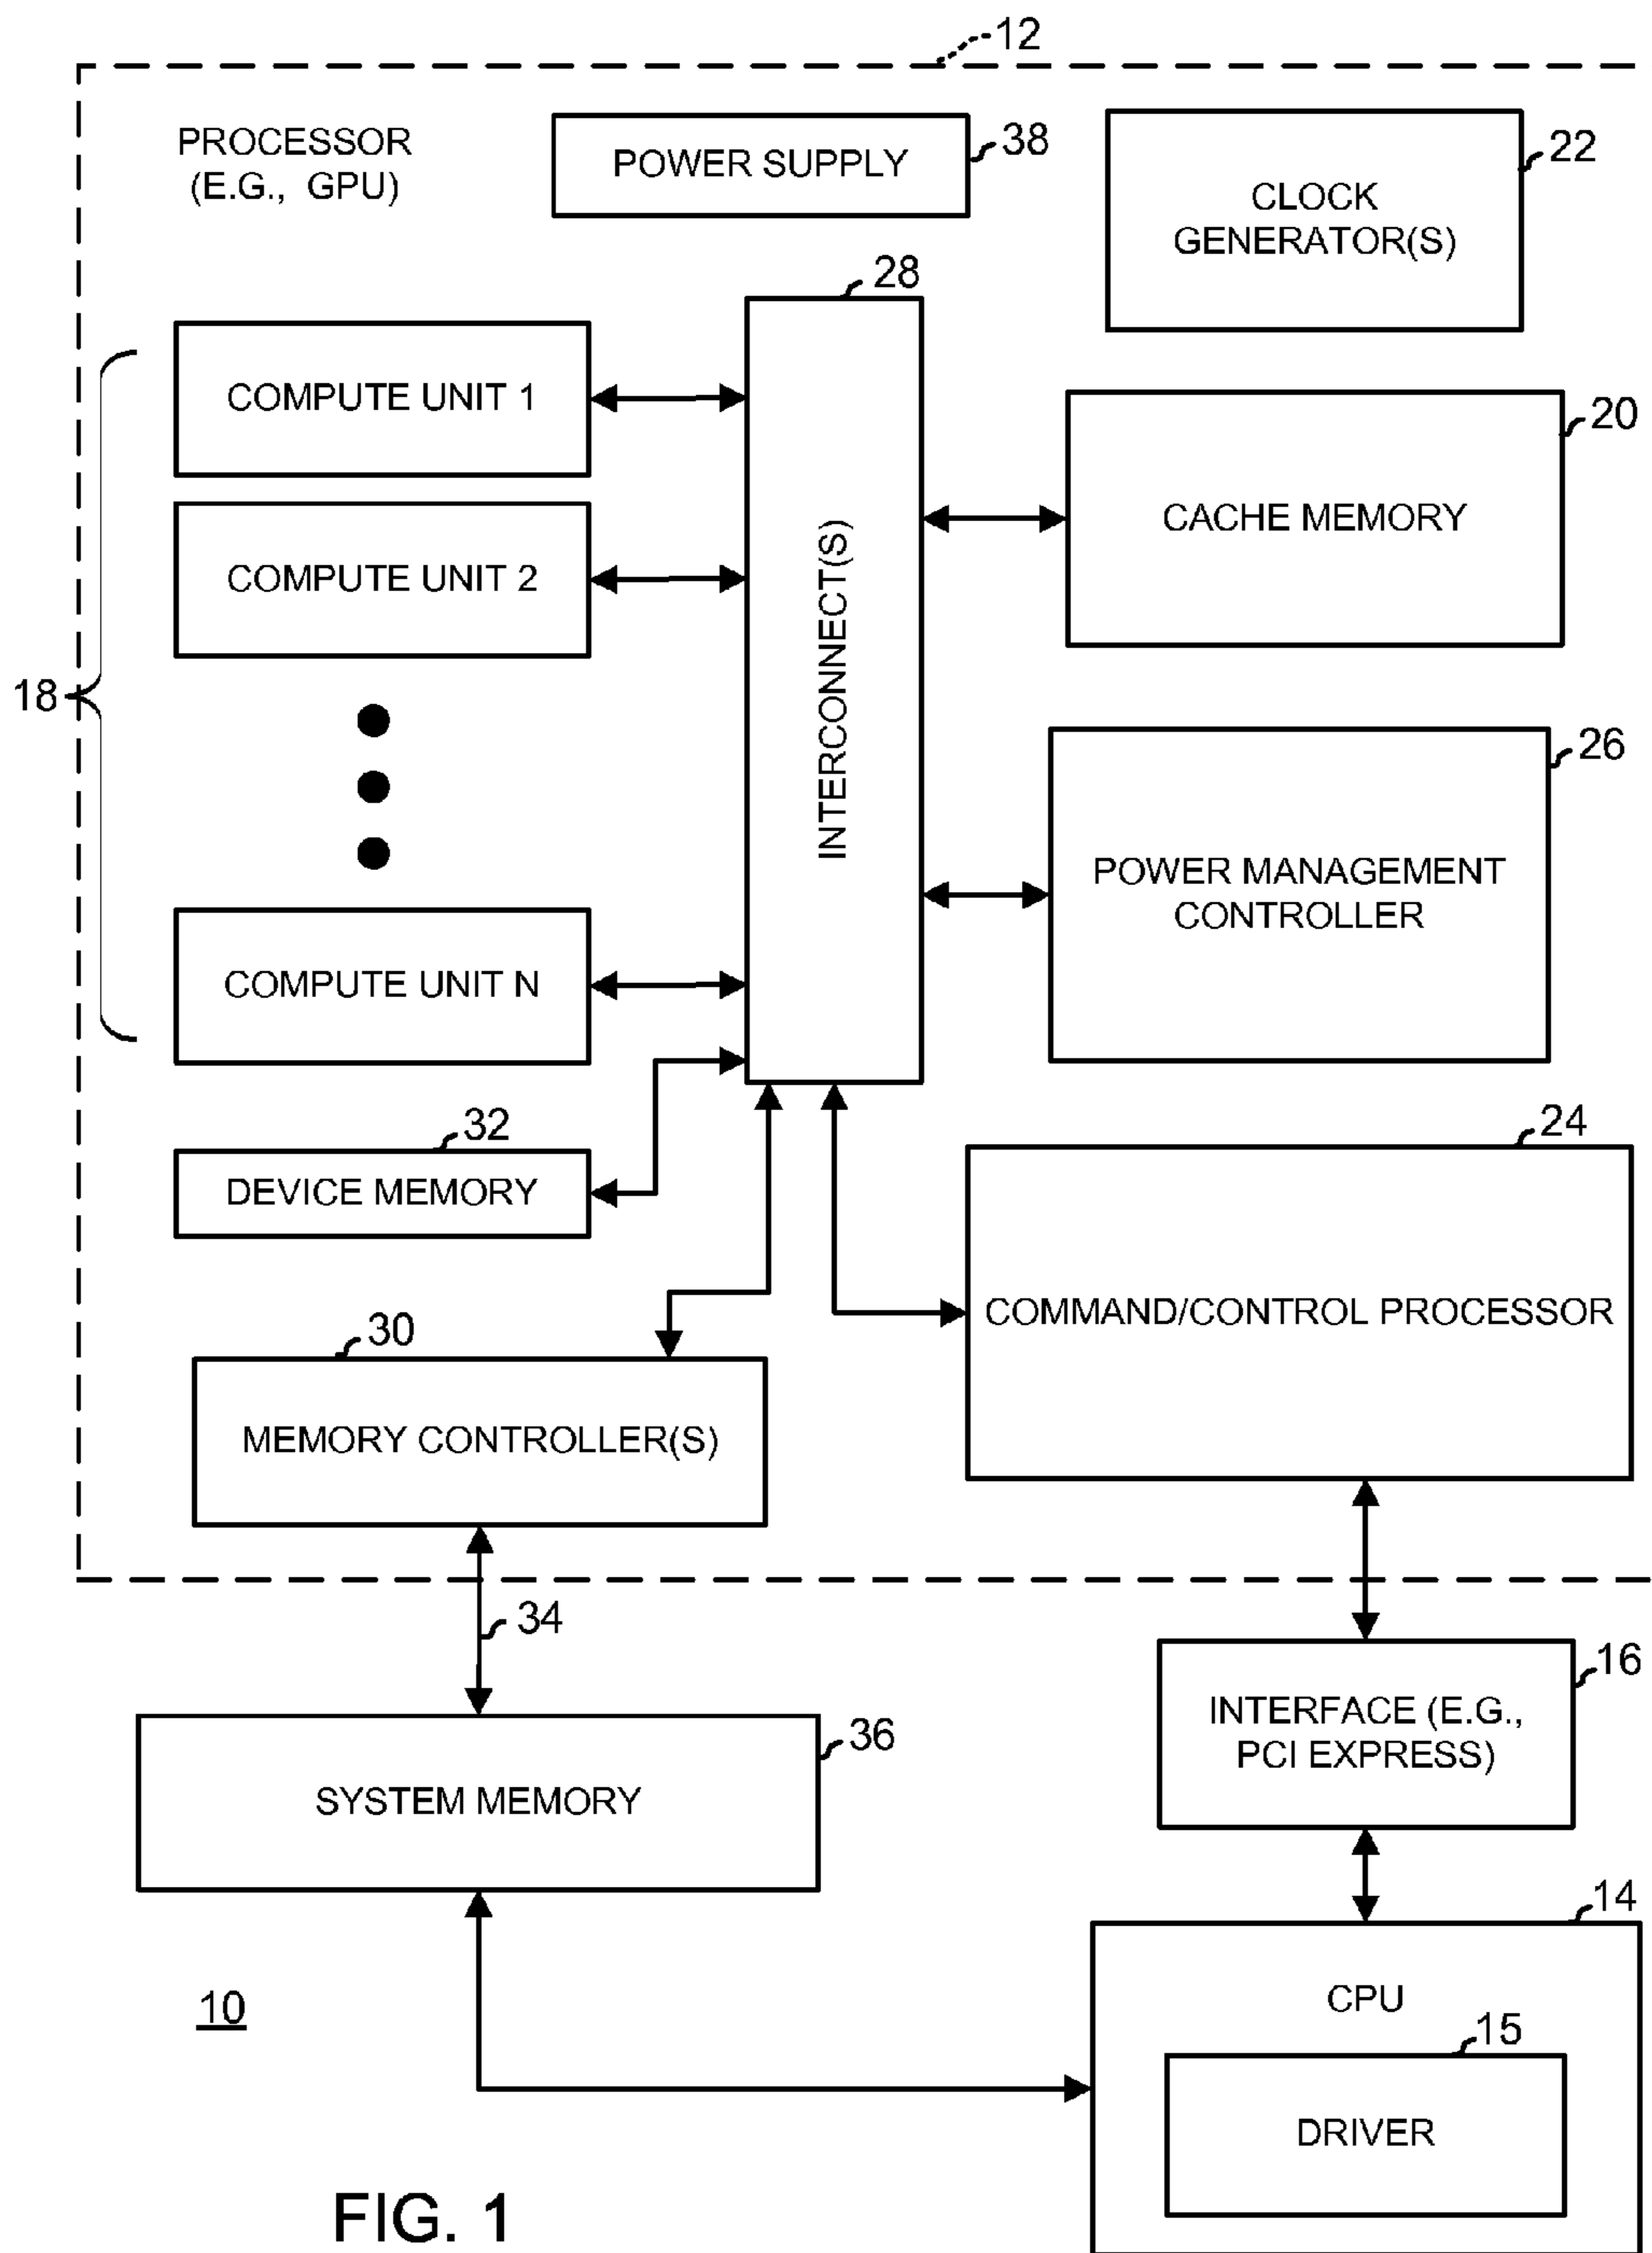 12
PROCESSOR
(E.G., GPU)
POWER SUPPLY
38
CLOCK
GENERATOR(S)
22
28
COMPUTE UNIT 1
20
CACHE MEMORY
COMPUTE UNIT 2
INTERCONNECT(S)
18
26
POWER MANAGEMENT
CONTROLLER
COMPUTE UNIT N
32
DEVICE MEMORY
24
COMMAND/CONTROL PROCESSOR
30
MEMORY CONTROLLER(S)
34
16
INTERFACE (E.G.,
PCI EXPRESS)
36
SYSTEM MEMORY
14
CPU
10
15
DRIVER
FIG. 1